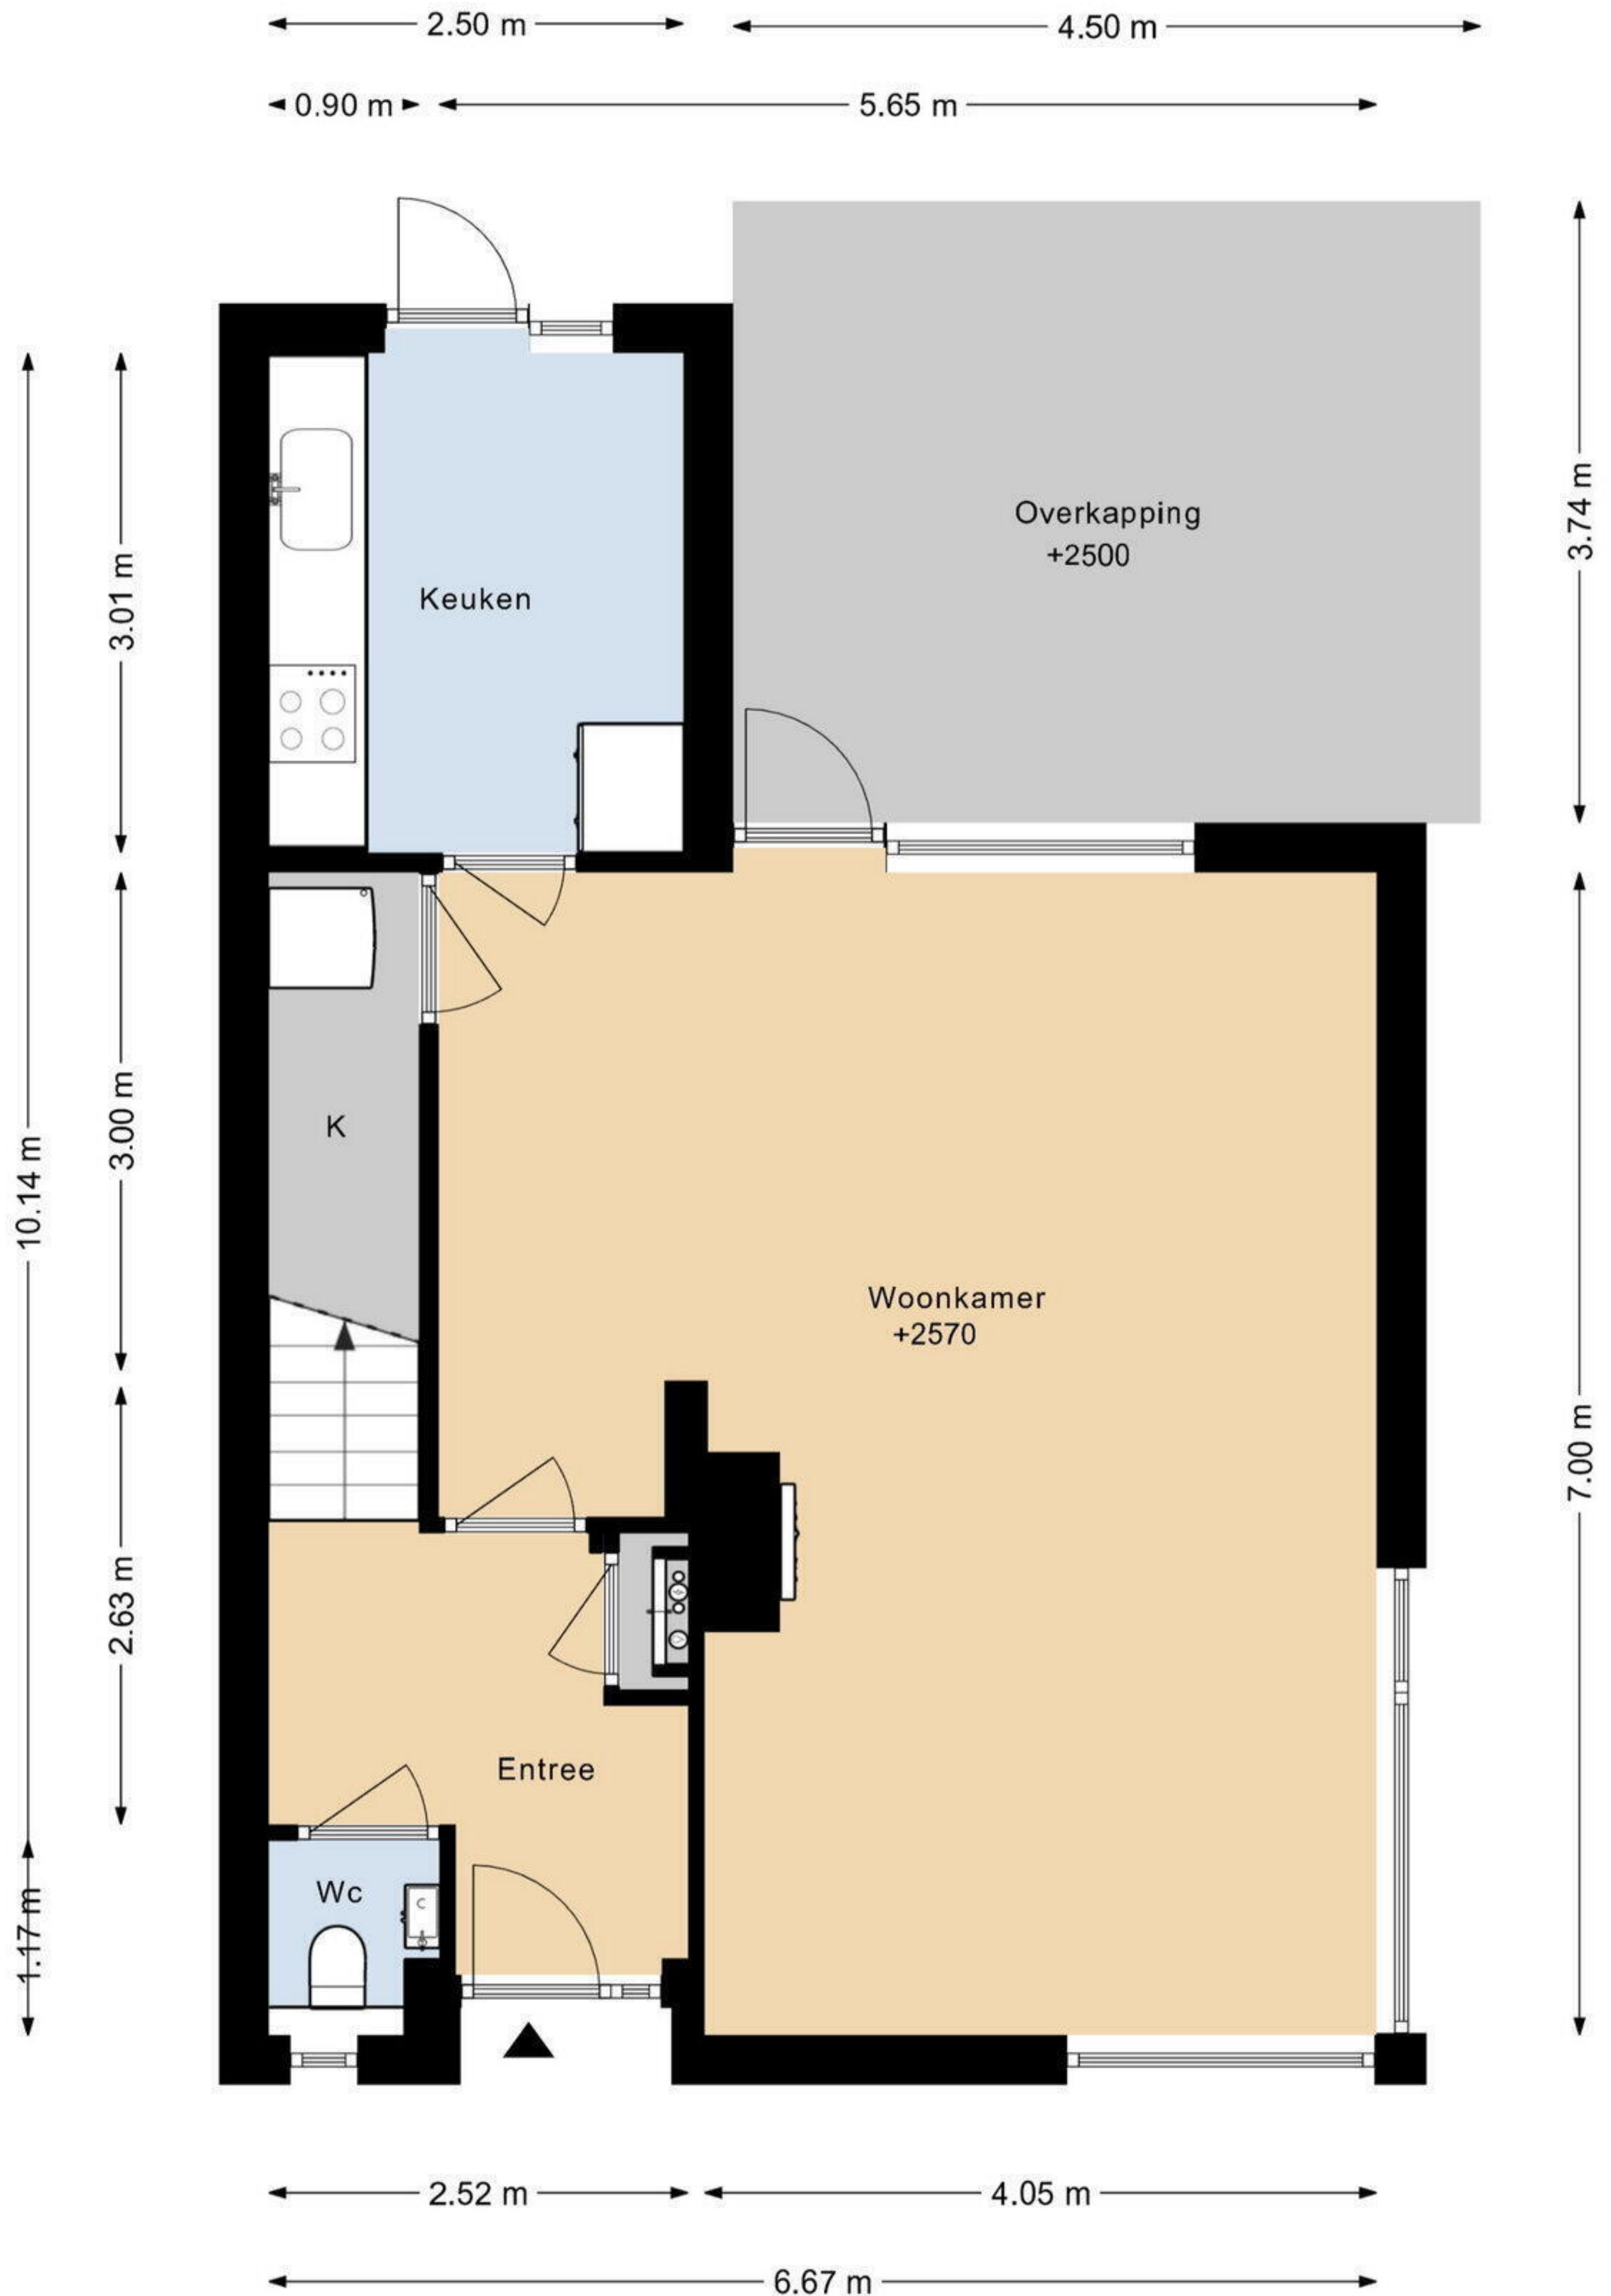 2.50 m
4.50 m
0.90 m
5.65 m
3.74 m
Overkapping
+2500
3.01 m
Keuken
10.14 m
3.00 m
K
Woonkamer
+2570
7.00 m
2.63 m
Entree
1.17 m
Wc
2.52 m
4.05 m
6.67 m